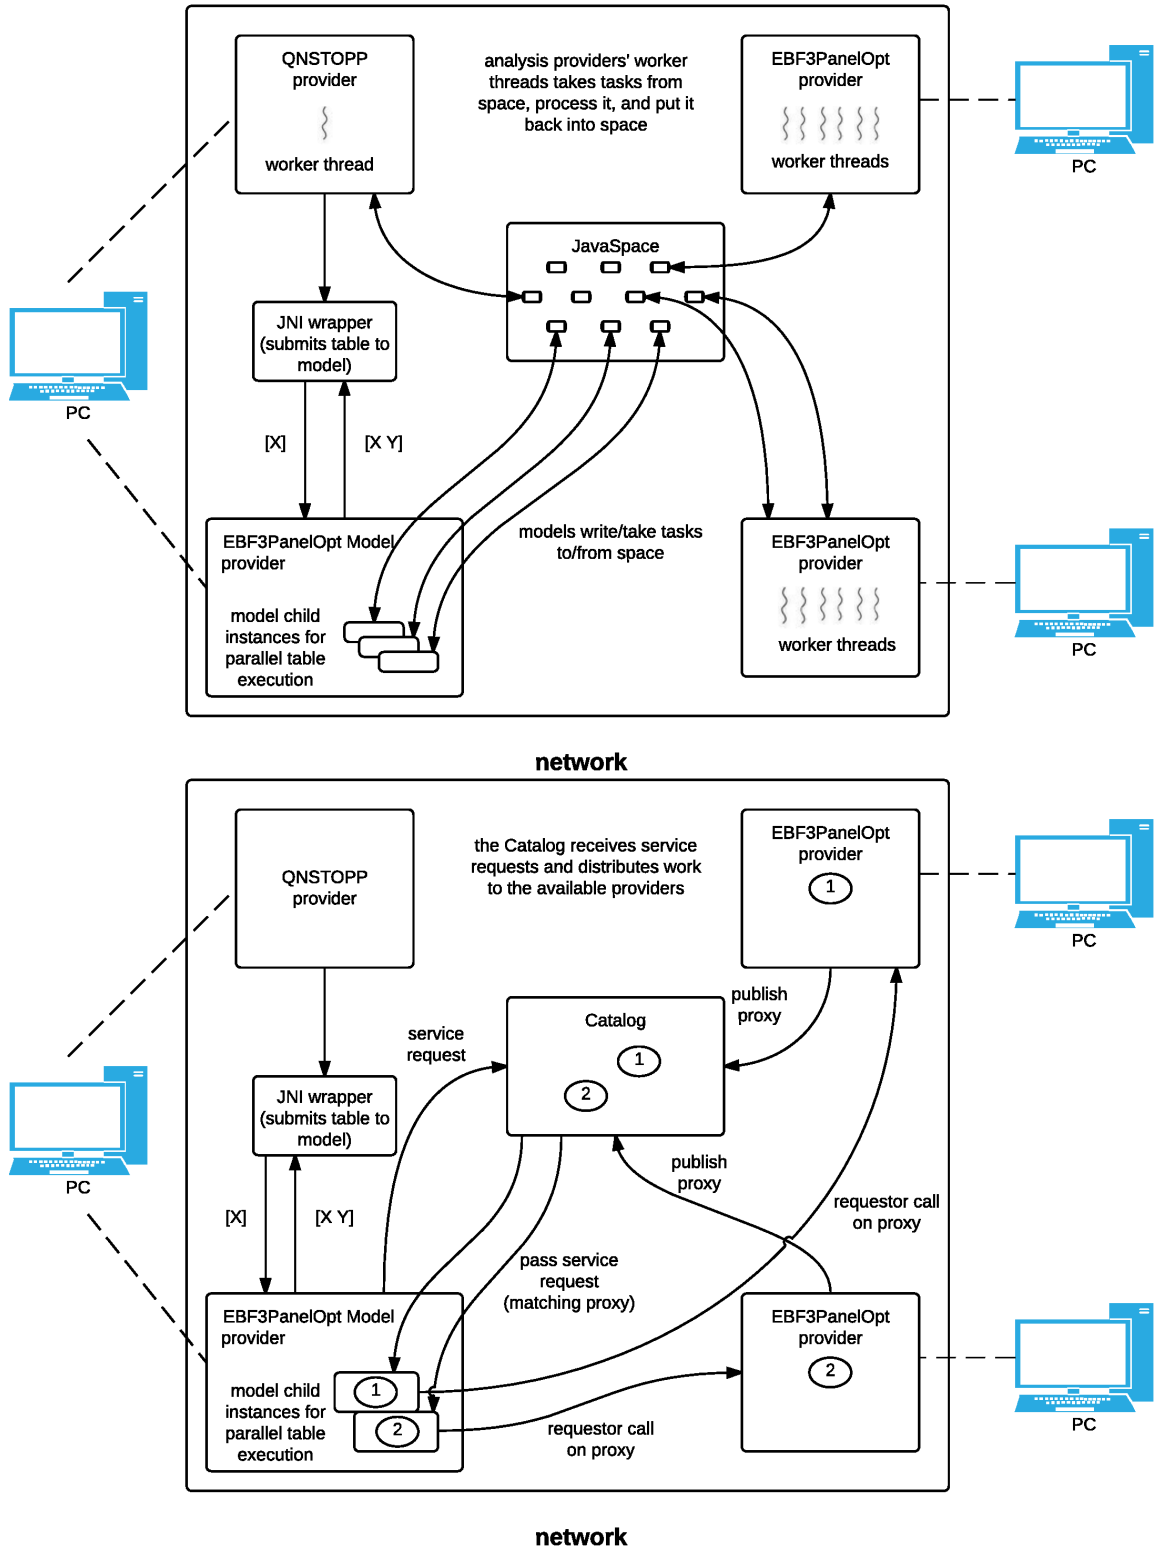 QNSTOPP
provider
worker thread
analysis providers' worker
threads takes tasks from
space, process it, and put it
back into space
EBF3PanelOpt
provider
worker threads
PC
JavaSpace
JNI wrapper
(submits table to
model)
PC
[X]
[X Y]
EBF3PanelOpt Model
provider
model child
instances for
parallel table
execution
models write/take tasks
to/from space
EBF3PanelOpt
provider
worker threads
PC
network
QNSTOPP
provider
the Catalog receives service
requests and distributes work
to the available providers
EBF3PanelOpt
provider
1
PC
publish
proxy
service
request
Catalog
1
2
JNI wrapper
(submits table to
model)
PC
publish
proxy
requestor call
on proxy
[X]
[X Y]
pass service
request
(matching proxy)
EBF3PanelOpt Model
provider
model child
instances for
parallel table
execution
1
2
requestor call
on proxy
EBF3PanelOpt
provider
2
PC
network